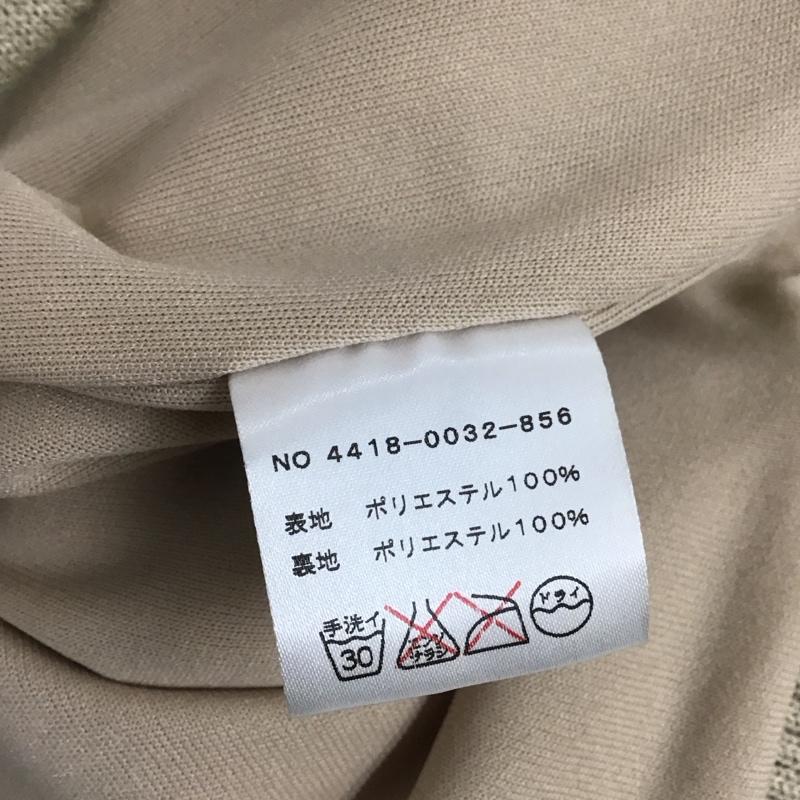 NO 4418-0032-856
表地 ポリエステル100%
裏地 ポリエステル100%
手洗イ エンソ ドライ
30 サラシ